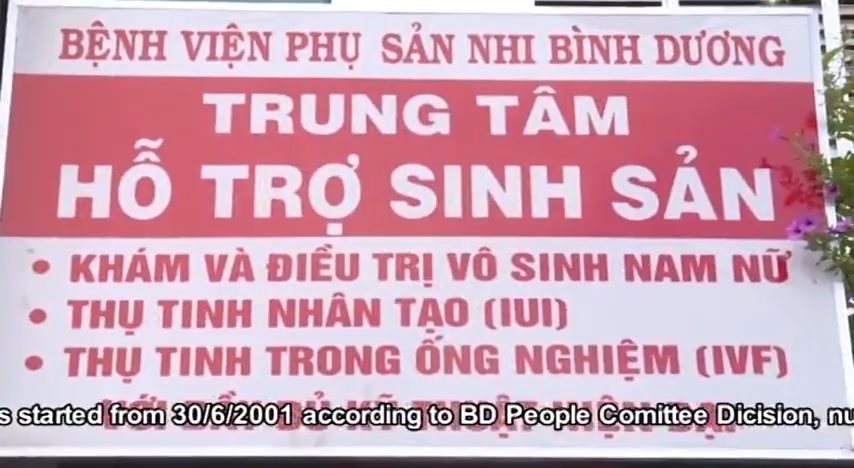 BỆNH VIỆN PHỤ SẢN NHI BÌNH DƯƠNG
TRUNG TÂM
HỖ TRỢ SINH SẢN
• KHÁM VÀ ĐIỀU TRỊ VÔ SINH NAM NỮ
• THỤ TINH NHÂN TẠO (IUI)
• THỤ TINH TRONG ỐNG NGHIỆM (IVF)
s started from 30/6/2001 according to BD People Comittee Dicision, nu